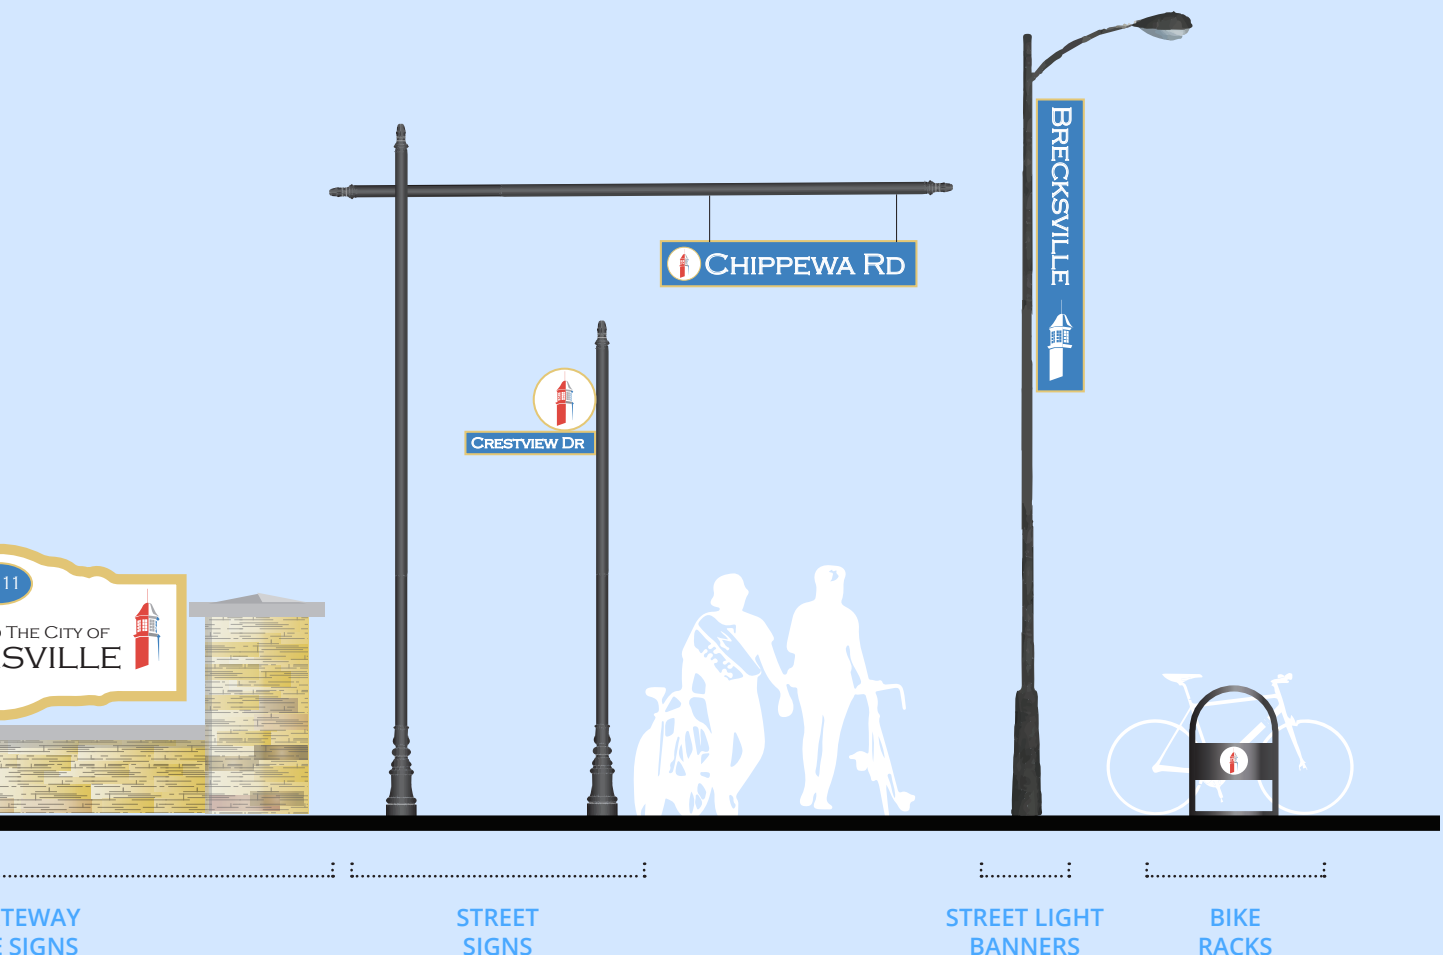 BRECKSVILLE
CHIPPEWA RD
CRESTVIEW DR
11
THE CITY OF
SVILLE
TEWAY
SIGNS
STREET
SIGNS
STREET LIGHT
BANNERS
BIKE
RACKS